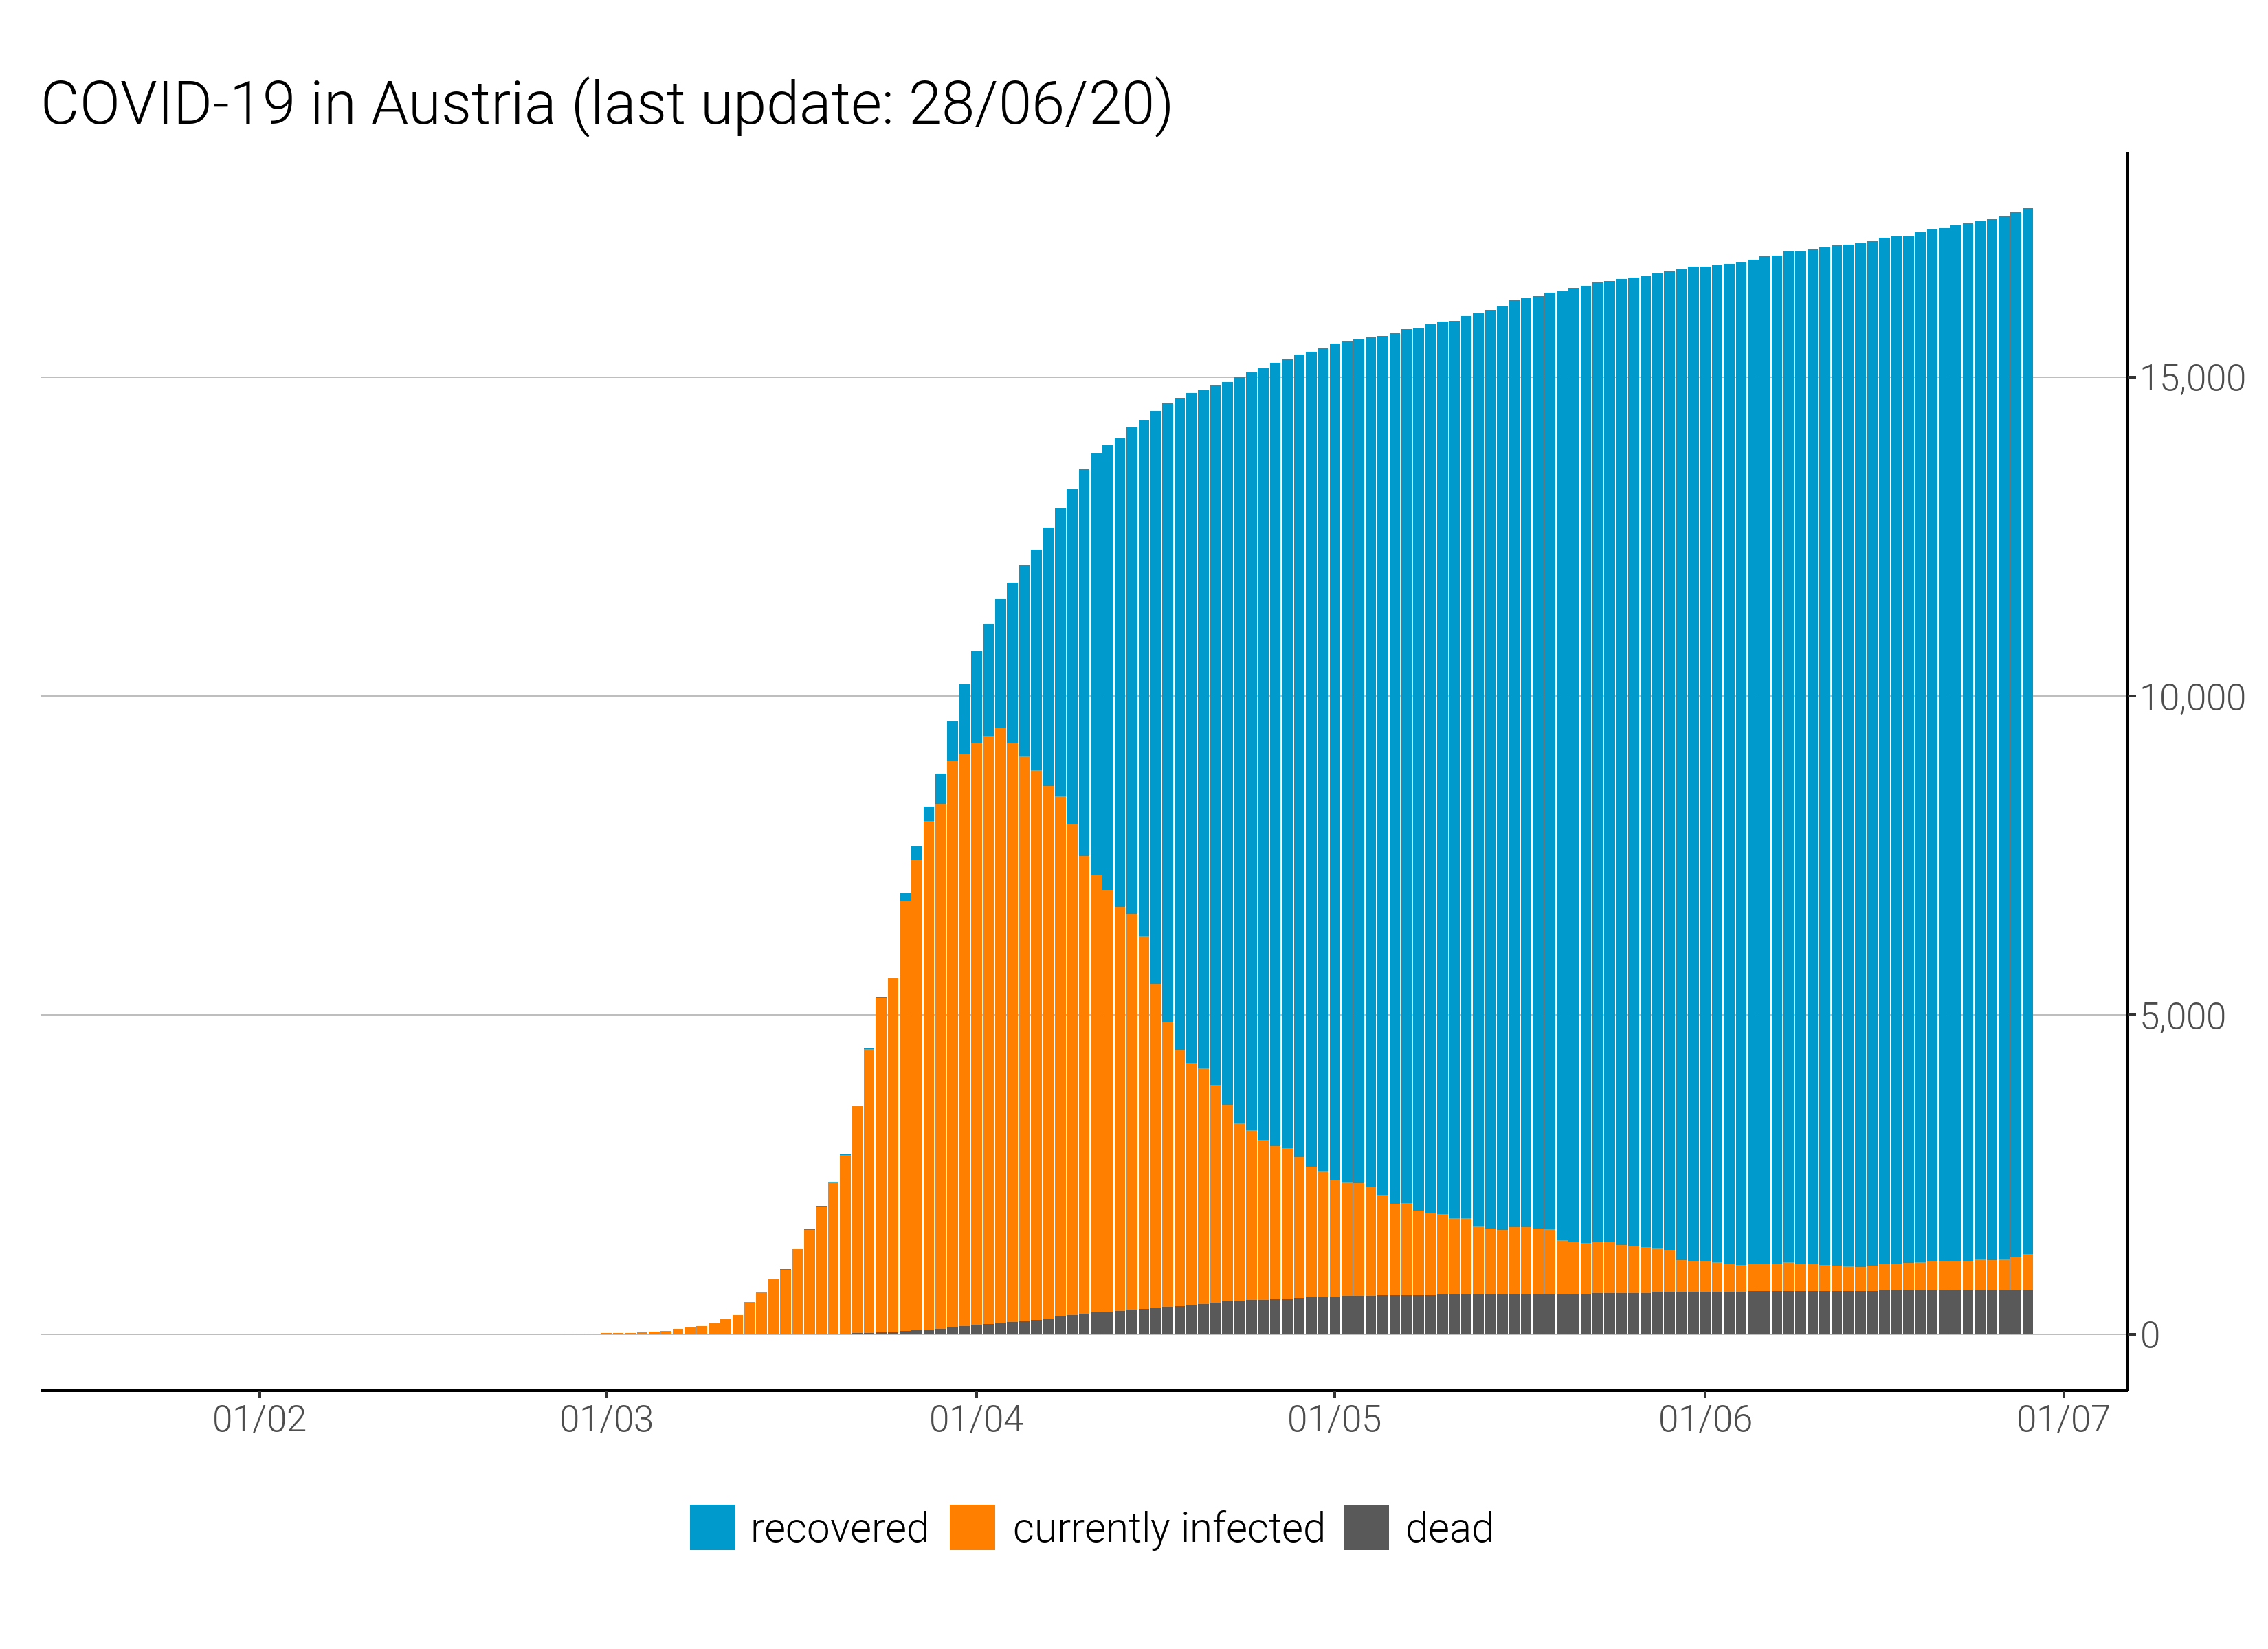 COVID-19 in Austria (last update: 28/06/20)
15,000
10,000
5,000
0
01/02 01/03 01/04 01/05 01/06 01/07
recovered currently infected dead